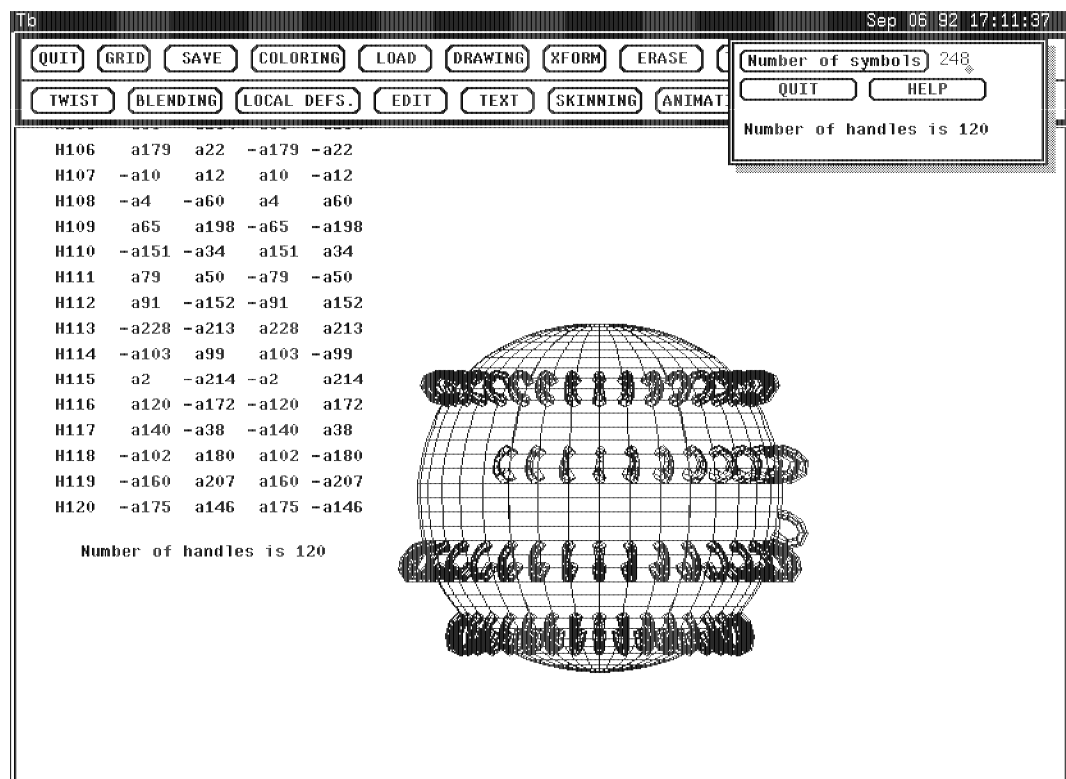 Tb Sep 06 92 17:11:37
QUIT GRID SAVE COLORING LOAD DRAWING XFORM ERASE
TWIST BLENDING LOCAL DEFS. EDIT TEXT SKINNING ANIMATI
Number of symbols 248
QUIT HELP
Number of handles is 120
H106 a179 a22 -a179 -a22
H107 -a10 a12 a10 -a12
H108 -a4 -a60 a4 a60
H109 a65 a198 -a65 -a198
H110 -a151 -a34 a151 a34
H111 a79 a50 -a79 -a50
H112 a91 -a152 -a91 a152
H113 -a228 -a213 a228 a213
H114 -a103 a99 a103 -a99
H115 a2 -a214 -a2 a214
H116 a120 -a172 -a120 a172
H117 a140 -a38 -a140 a38
H118 -a102 a180 a102 -a180
H119 -a160 a207 a160 -a207
H120 -a175 a146 a175 -a146
Number of handles is 120